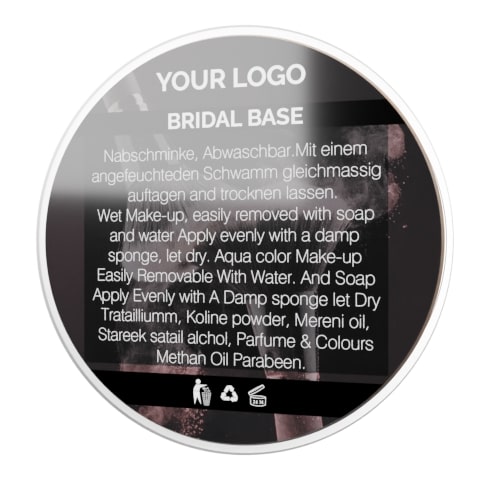 YOUR LOGO
BRIDAL BASE
Nabschminke, Abwaschbar.Mit einem
angefeuchteden Schwamm gleichmassig
auftagen and trocknen lassen.
Wet Make-up, easily removed with soap
and water Apply evenly with a damp
sponge, let dry. Aqua color Make-up
Easily Removable With Water. And Soap
Apply Evenly with A Damp sponge let Dry
Tratailliumm, Koline powder, Mereni oil,
Stareek satail alchol, Parfume & Colours
Methan Oil Parabeen.
24 M